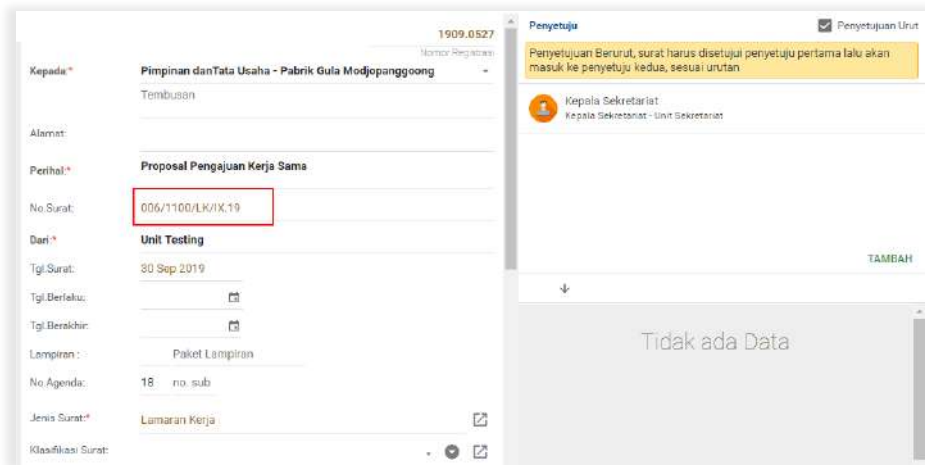 1909.0527
Nomor Registrasi
Kepada:* Pimpinan danTata Usaha - Pabrik Gula Modjopanggoong
Tembusan
Alamat:
Perihal:* Proposal Pengajuan Kerja Sama
No.Surat: 006/1100/LK/IX.19
Dari:* Unit Testing
Tgl.Surat: 30 Sep 2019
Tgl.Berlaku:
Tgl.Berakhir:
Lampiran : Paket Lampiran
No.Agenda: 18 no. sub
Jenis Surat:* Lamaran Kerja
Klasifikasi Surat:
Penyetuju Penyetujuan Urut
Penyetujuan Berurut, surat harus disetujui penyetuju pertama lalu akan
masuk ke penyetuju kedua, sesuai urutan
Kepala Sekretariat
Kepala Sekretariat - Unit Sekretariat
TAMBAH
Tidak ada Data